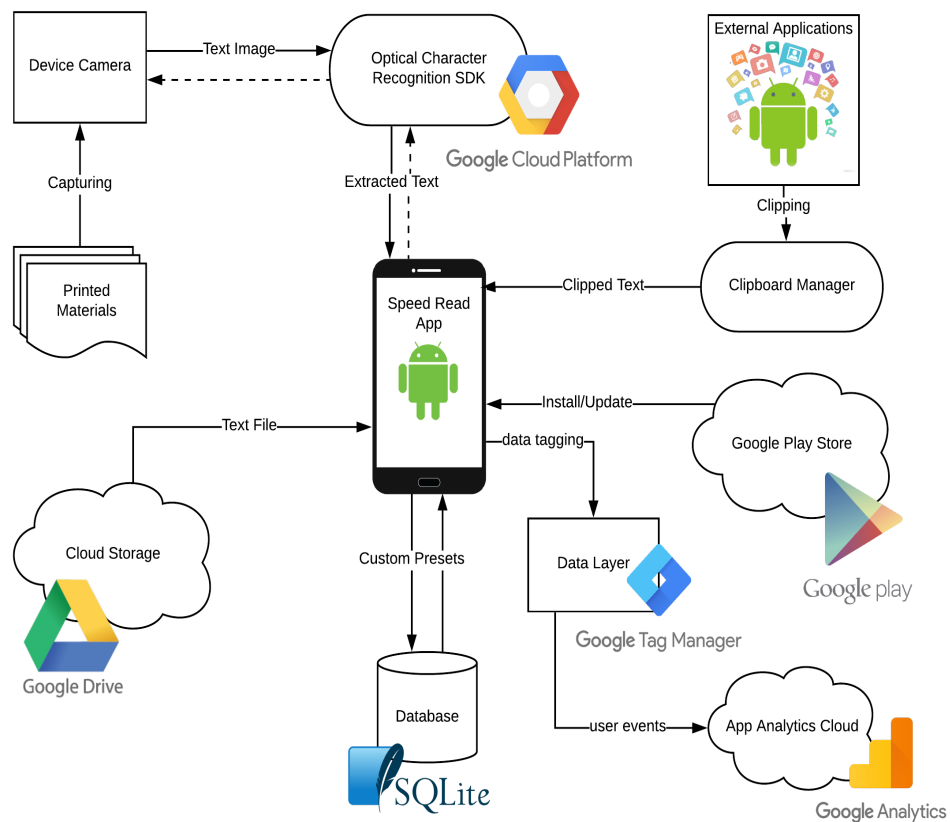 Device Camera
Text Image
Optical Character
Recognition SDK
Google Cloud Platform
External Applications
Capturing
Extracted Text
Clipping
Printed
Materials
Speed Read
App
Clipped Text
Clipboard Manager
Install/Update
Text File
data tagging
Google Play Store
Google play
Cloud Storage
Google Drive
Custom Presets
Data Layer
Google Tag Manager
Database
SQLite
user events
App Analytics Cloud
Google Analytics